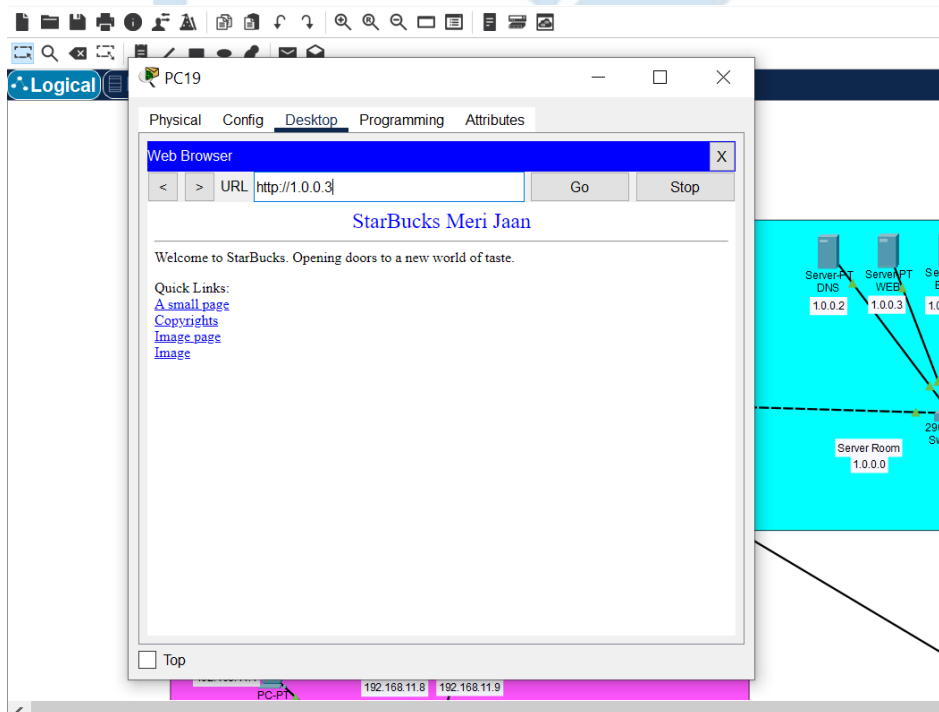 Logical
PC19
Physical Config Desktop Programming Attributes
Web Browser
X
< > URL http://1.0.0.3 Go Stop
StarBucks Meri Jaan
Welcome to StarBucks. Opening doors to a new world of taste.
Quick Links:
A small page
Copyrights
Image page
Image
Top
Server-PT
DNS
1.0.0.2
Server-PT
WEB
1.0.0.3
Server Room
1.0.0.0
PC-PT
192.168.11.8
192.168.11.9